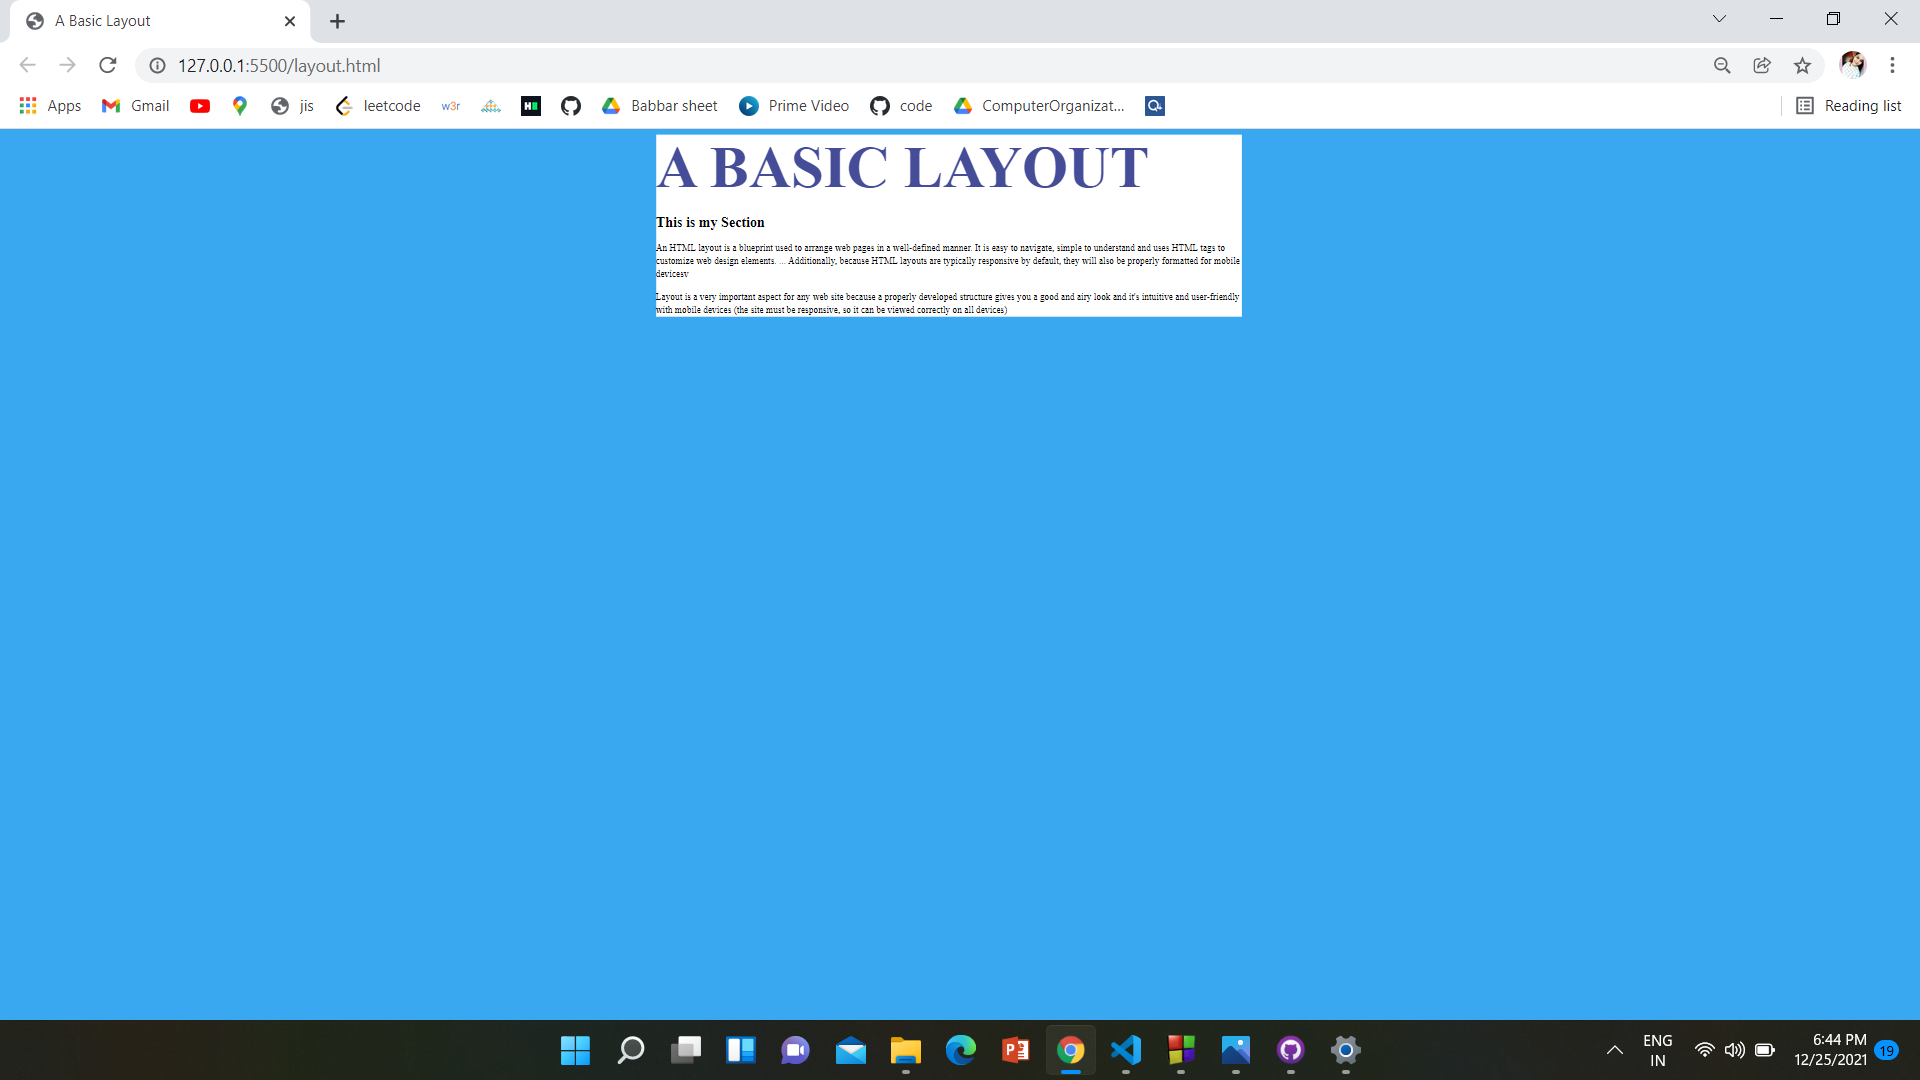 A Basic Layout
127.0.0.1:5500/layout.html
Apps Gmail jis leetcode w3r Babbar sheet Prime Video code ComputerOrganizat... Reading list
A BASIC LAYOUT
This is my Section
An HTML layout is a blueprint used to arrange web pages in a well-defined manner. It is easy to navigate, simple to understand and uses HTML tags to
customize web design elements. ... Additionally, because HTML layouts are typically responsive by default, they will also be properly formatted for mobile
devicesv
Layout is a very important aspect for any web site because a properly developed structure gives you a good and airy look and it's intuitive and user-friendly
with mobile devices (the site must be responsive, so it can be viewed correctly on all devices)
ENG 6:44 PM
IN 12/25/2021 19